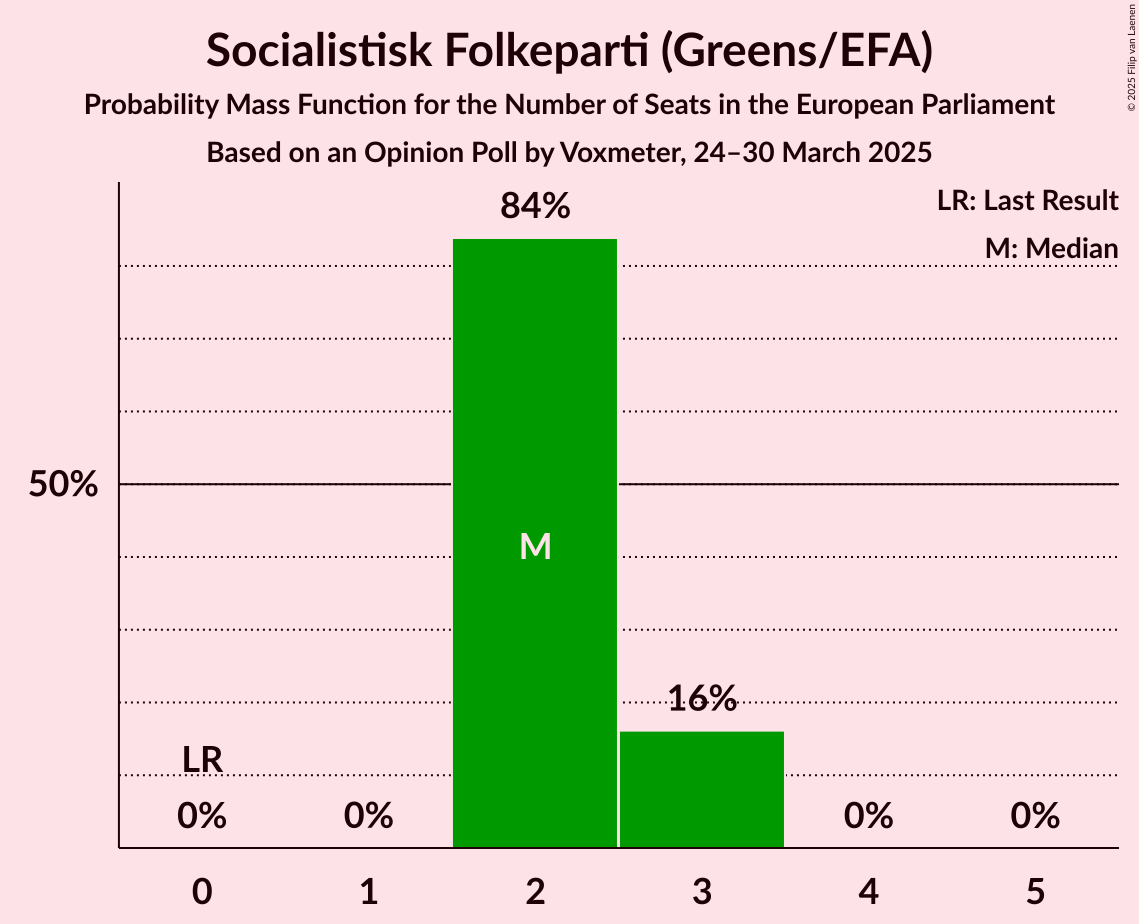 Socialistisk Folkeparti (Greens/EFA)
Probability Mass Function for the Number of Seats in the European Parliament
Based on an Opinion Poll by Voxmeter, 24–30 March 2025
© 2025 Filip van Laenen
LR: Last Result
M: Median
84%
50%
M
16%
LR
0%
0%
0%
0%
0
1
2
3
4
5